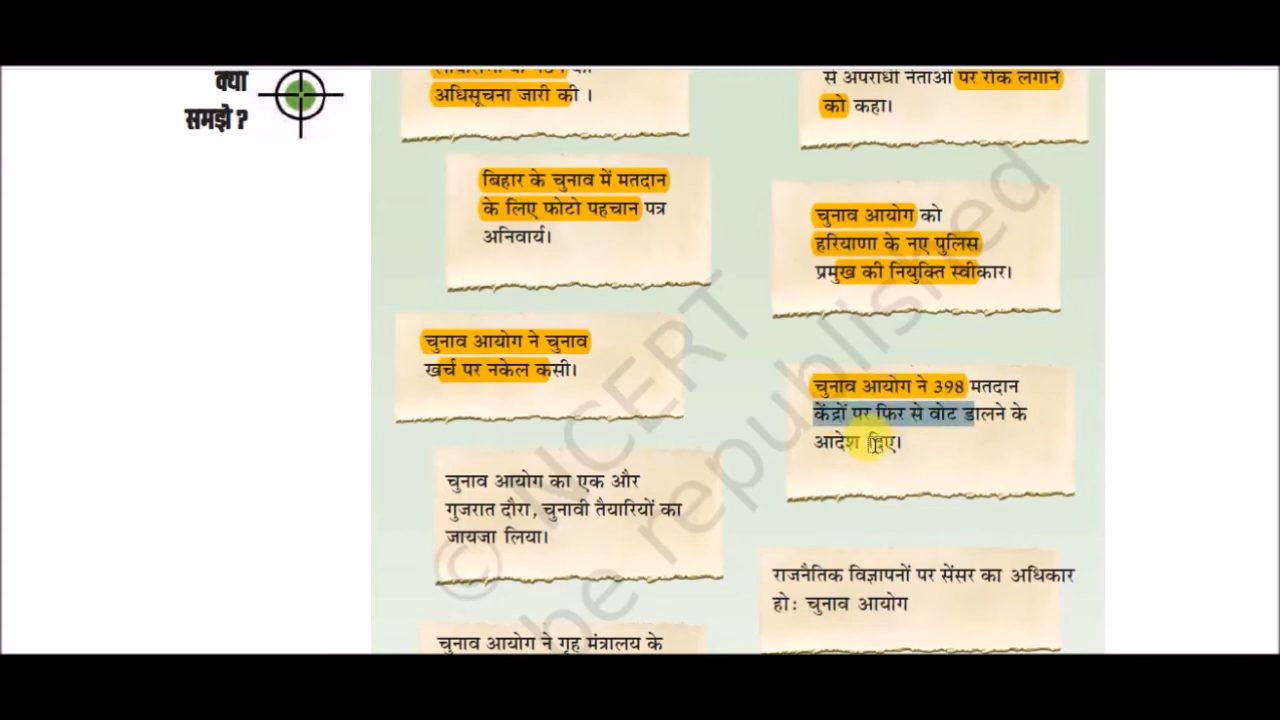 क्या
समझे ?
अधिसूचना जारी की ।
बिहार के चुनाव में मतदान
के लिए फोटो पहचान पत्र
अनिवार्य।
चुनाव आयोग ने चुनाव
खर्च पर नकेल कसी।
चुनाव आयोग का एक और
गुजरात दौरा, चुनावी तैयारियों का
जायजा लिया।
चुनाव आयोग ने गृह मंत्रालय के
से अपराधी नेताओं पर रोक लगाने
को कहा।
चुनाव आयोग को
हरियाणा के नए पुलिस
प्रमुख की नियुक्ति स्वीकार।
चुनाव आयोग ने 398 मतदान
केंद्रों पर फिर से वोट डालने के
आदेश दिए।
राजनैतिक विज्ञापनों पर सेंसर का अधिकार
हो: चुनाव आयोग
© NCERT
be republished